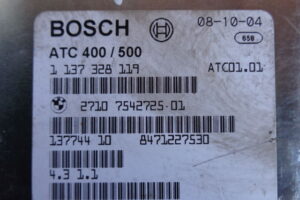 BOSCH 08-10-04
ATC 400 / 500 658
1 137 328 119 ATC01.01
2710 7542725-01
137744 10 8471227530
4.3 1.1